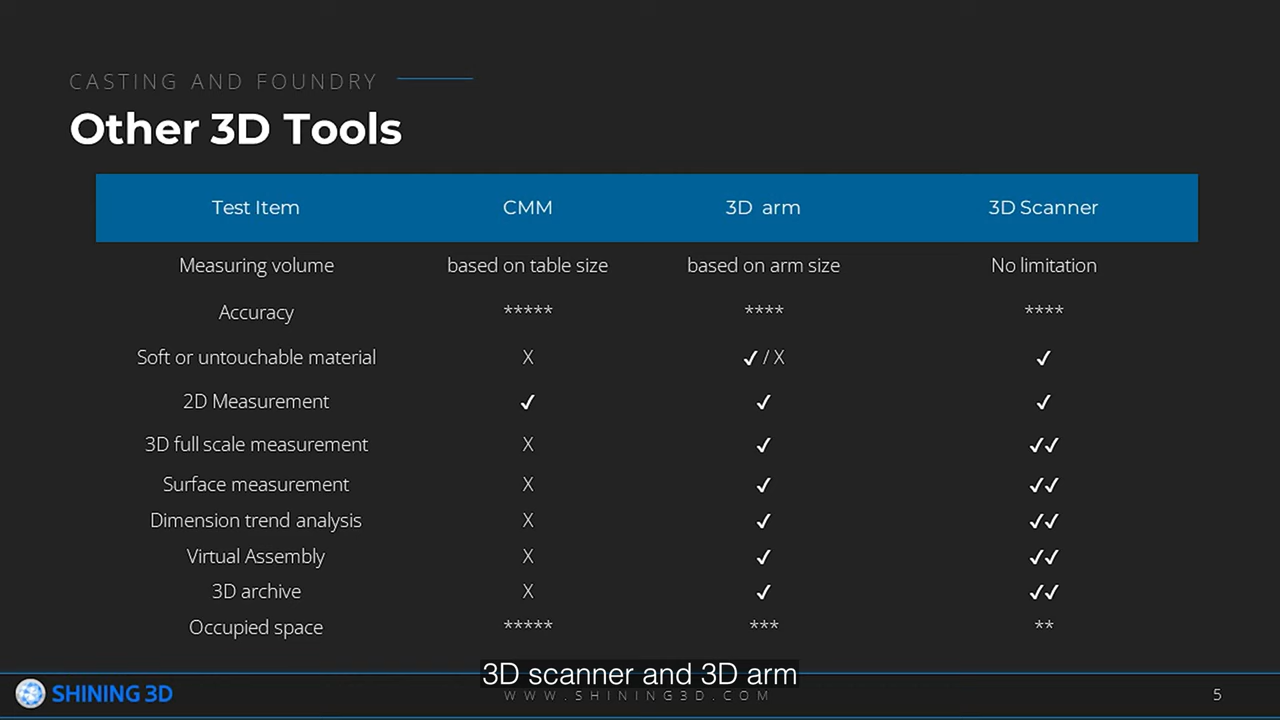 CASTING AND FOUNDRY
Other 3D Tools
Test Item CMM 3D arm 3D Scanner
Measuring volume based on table size based on arm size No limitation
Accuracy ***** **** ****
Soft or untouchable material X ✓ / X ✓
2D Measurement ✓ ✓ ✓
3D full scale measurement X ✓ ✓✓
Surface measurement X ✓ ✓✓
Dimension trend analysis X ✓ ✓✓
Virtual Assembly X ✓ ✓✓
3D archive X ✓ ✓✓
Occupied space ***** *** **
3D scanner and 3D arm
SHINING 3D WWW.SHINING3D.COM 5